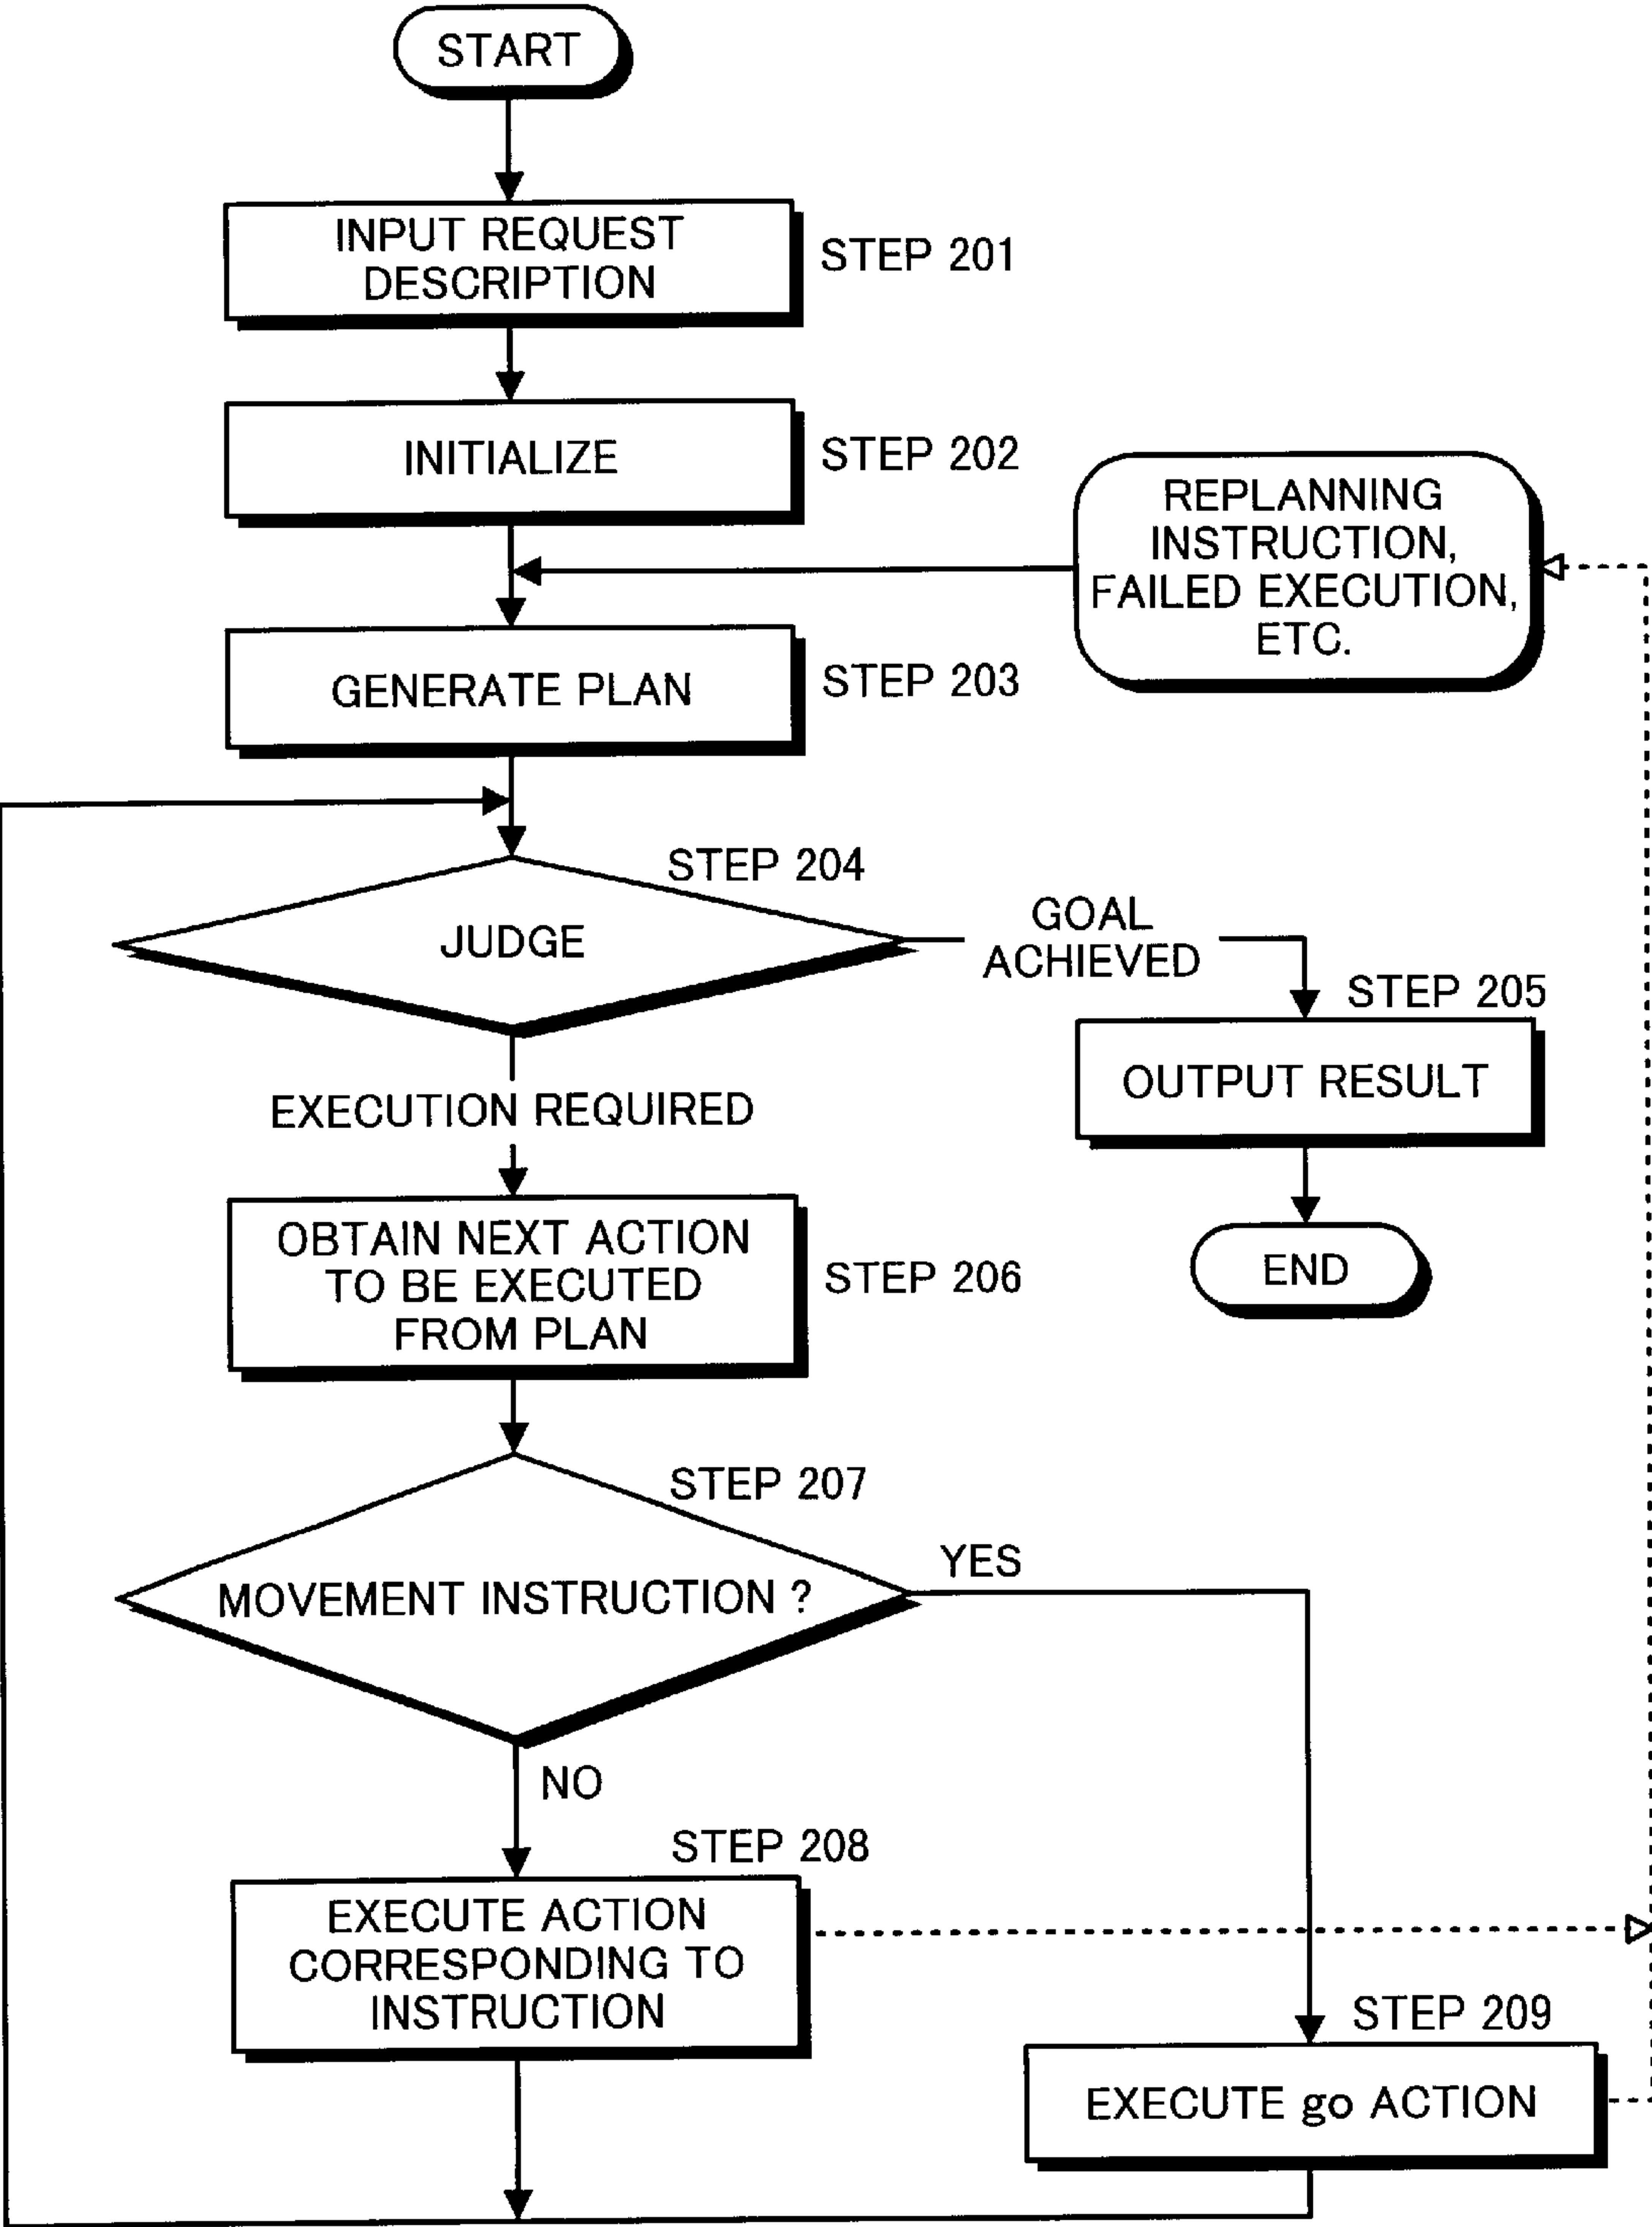 START
INPUT REQUEST
DESCRIPTION
STEP 201
INITIALIZE
STEP 202
REPLANNING
INSTRUCTION,
FAILED EXECUTION,
ETC.
GENERATE PLAN
STEP 203
STEP 204
JUDGE
GOAL
ACHIEVED
STEP 205
OUTPUT RESULT
EXECUTION REQUIRED
OBTAIN NEXT ACTION
TO BE EXECUTED
FROM PLAN
STEP 206
END
STEP 207
MOVEMENT INSTRUCTION ?
YES
NO
STEP 208
EXECUTE ACTION
CORRESPONDING TO
INSTRUCTION
STEP 209
EXECUTE go ACTION